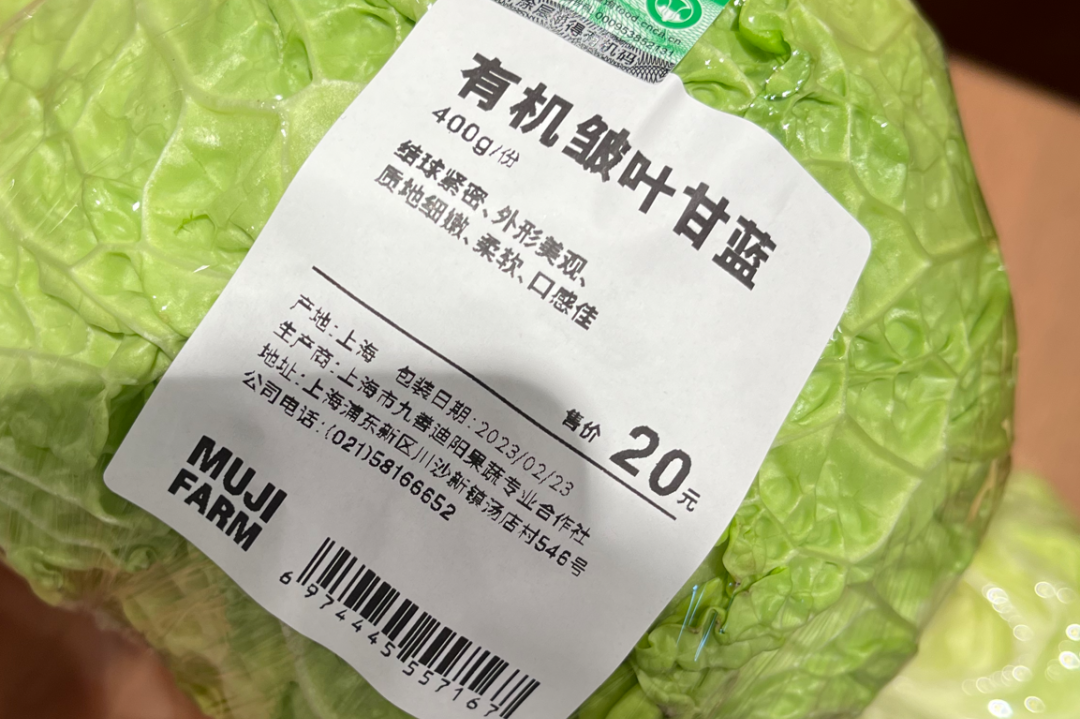 有机皱叶甘蓝
400g/份
结球紧密、外形美观、
质地细嫩、柔软、口感佳
售价 20元
产地:上海 包装日期:2023/02/23
生产商:上海市九善迪阳果蔬专业合作社
地址:上海浦东新区川沙新镇汤店村546号
公司电话:(021)58166652
MUJI
FARM
6974445557167